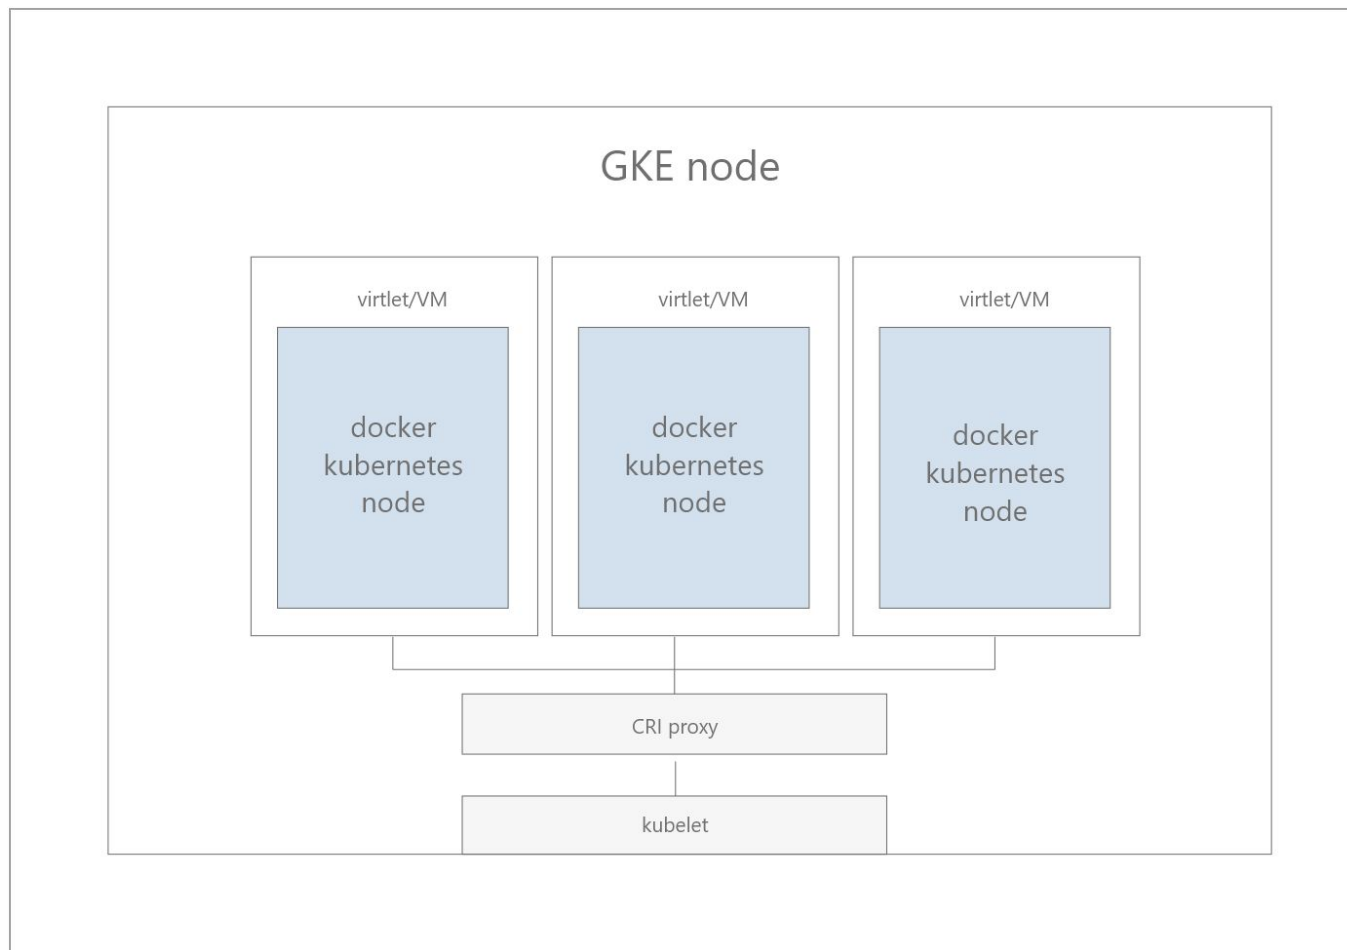 GKE node
virtlet/VM
docker
kubernetes
node
virtlet/VM
docker
kubernetes
node
virtlet/VM
docker
kubernetes
node
CRI proxy
kubelet